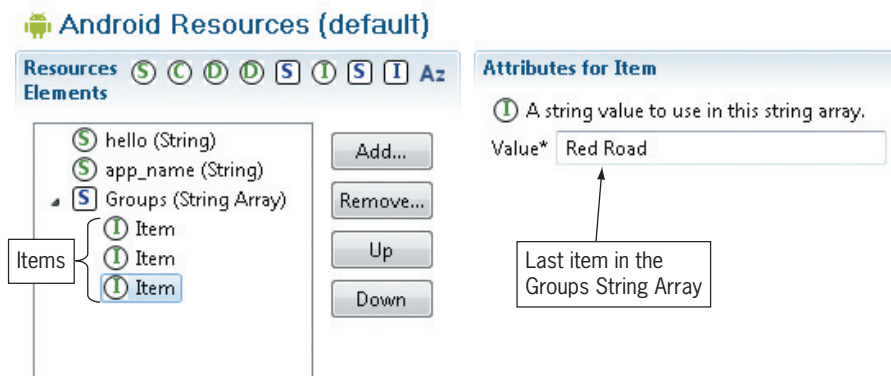 Android Resources (default)
Resources Elements S C D D S I S I Az
S hello (String)
S app_name (String)
S Groups (String Array)
I Item
I Item
I Item
Items
Add...
Remove...
Up
Down
Attributes for Item
I A string value to use in this string array.
Value* Red Road
Last item in the
Groups String Array